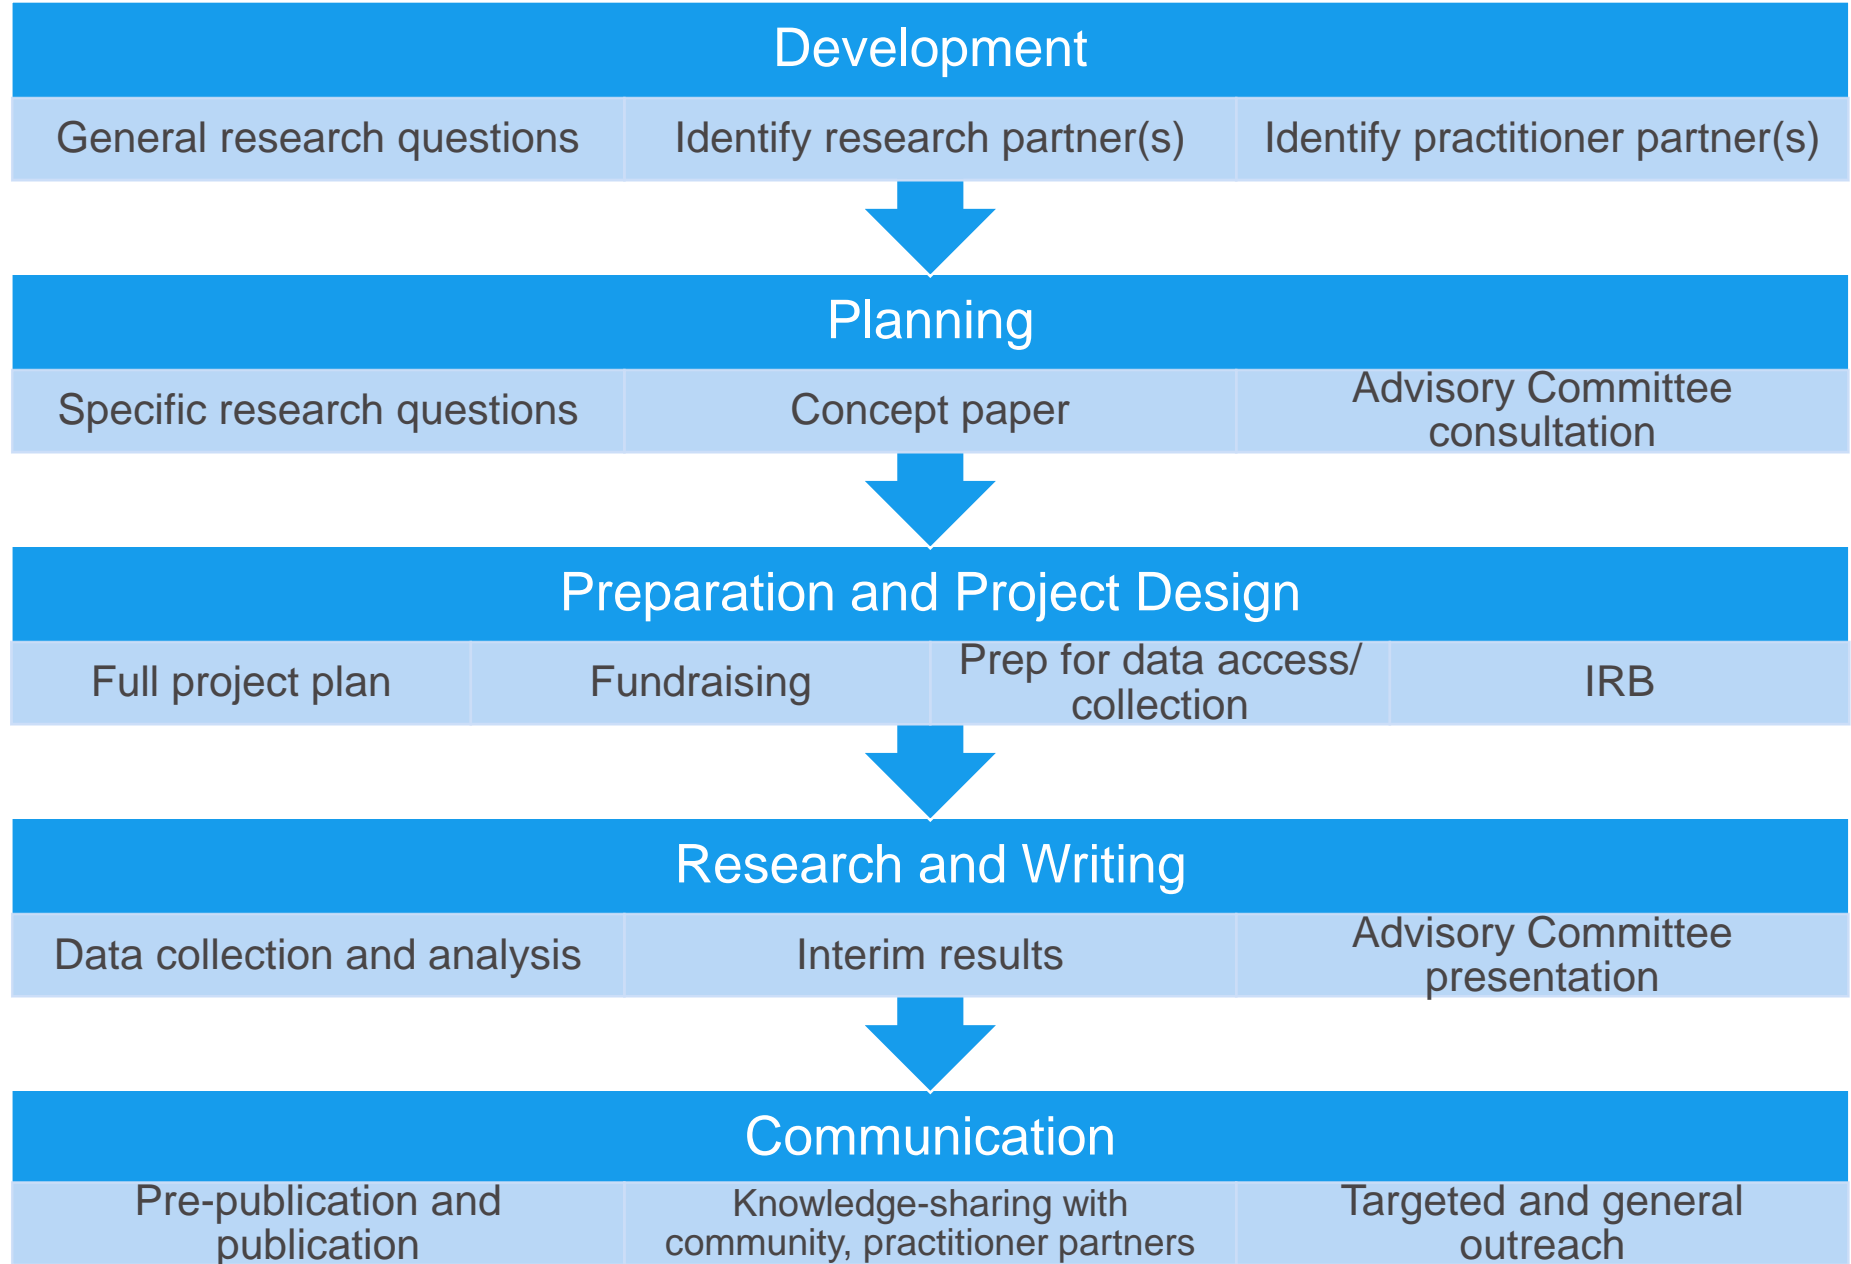 Development
General research questions
Identify research partner(s)
Identify practitioner partner(s)
Planning
Specific research questions
Concept paper
Advisory Committee
consultation
Preparation and Project Design
Full project plan
Fundraising
Prep for data access/
collection
IRB
Research and Writing
Data collection and analysis
Interim results
Advisory Committee
presentation
Communication
Pre-publication and
publication
Knowledge-sharing with
community, practitioner partners
Targeted and general
outreach